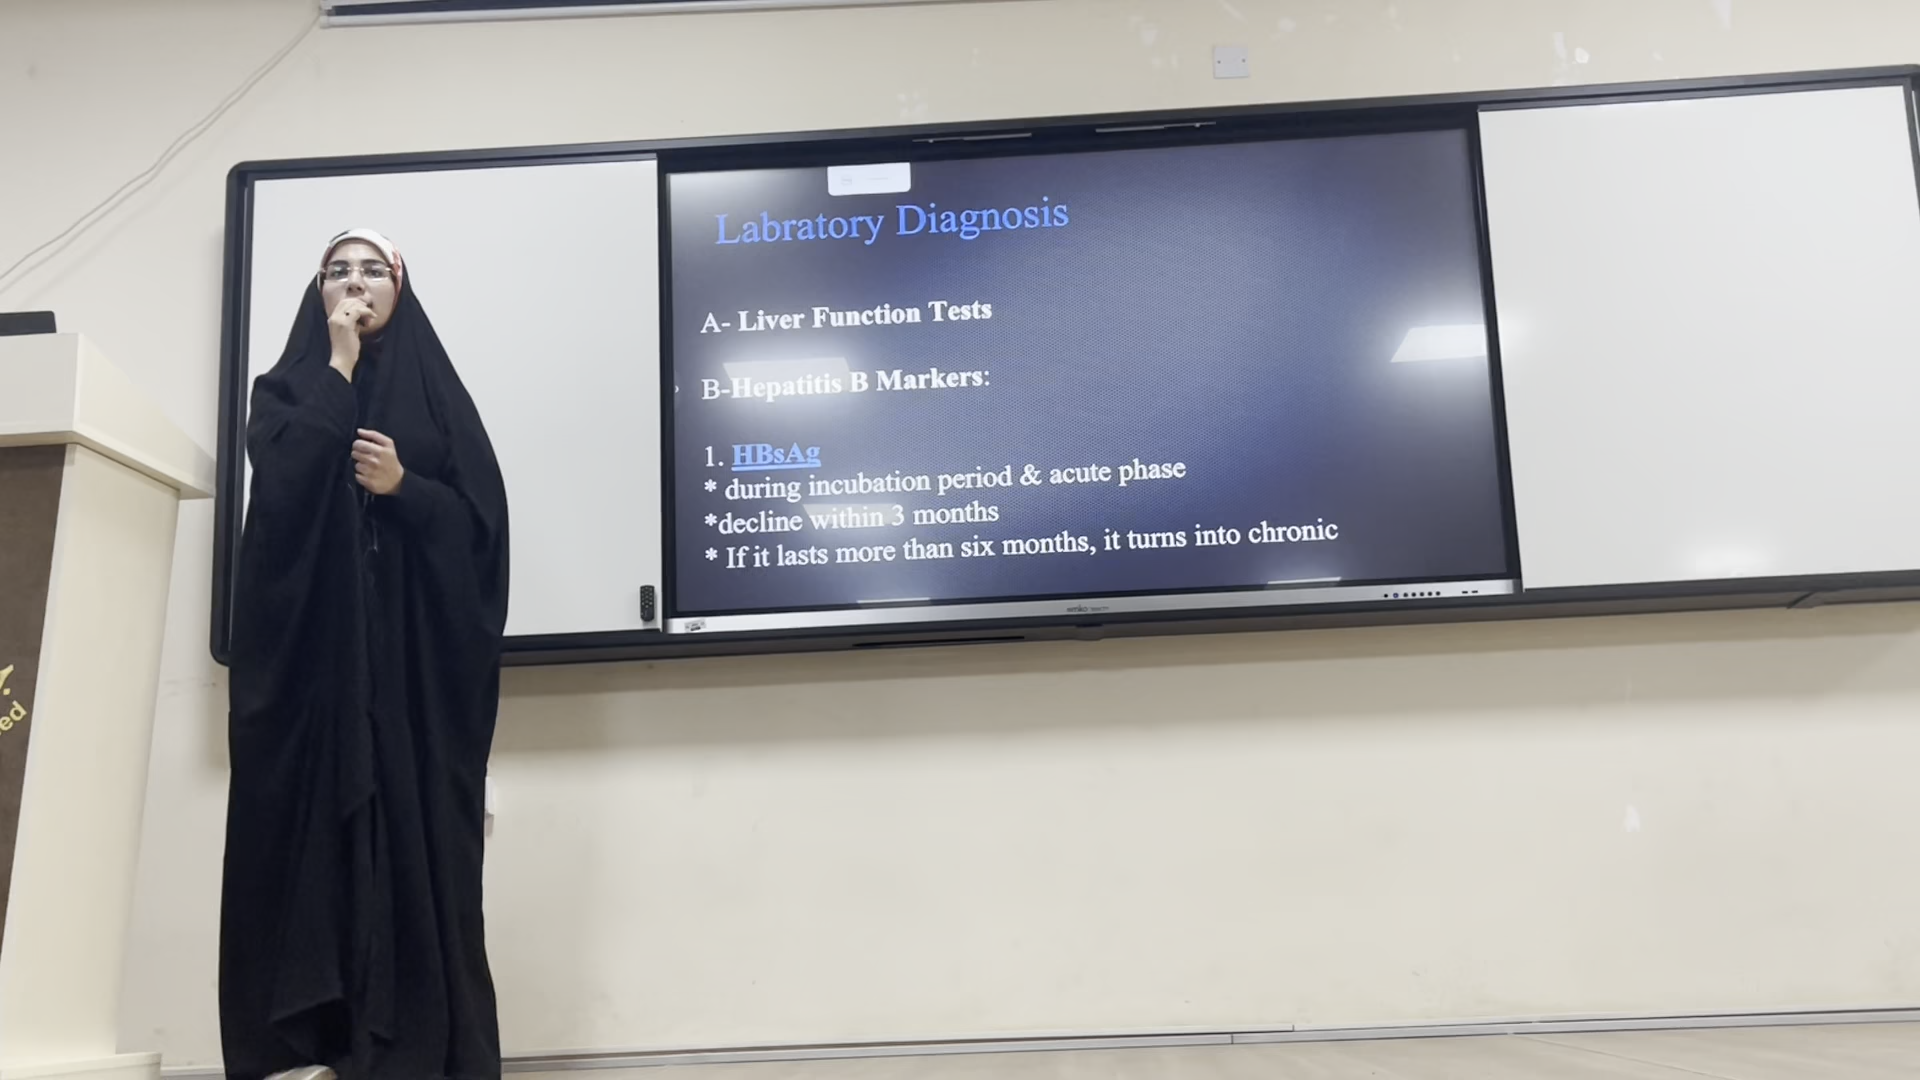 Labratory Diagnosis
A- Liver Function Tests
B-Hepatitis B Markers:
1. HBsAg
* during incubation period & acute phase
*decline within 3 months
* If it lasts more than six months, it turns into chronic
ed